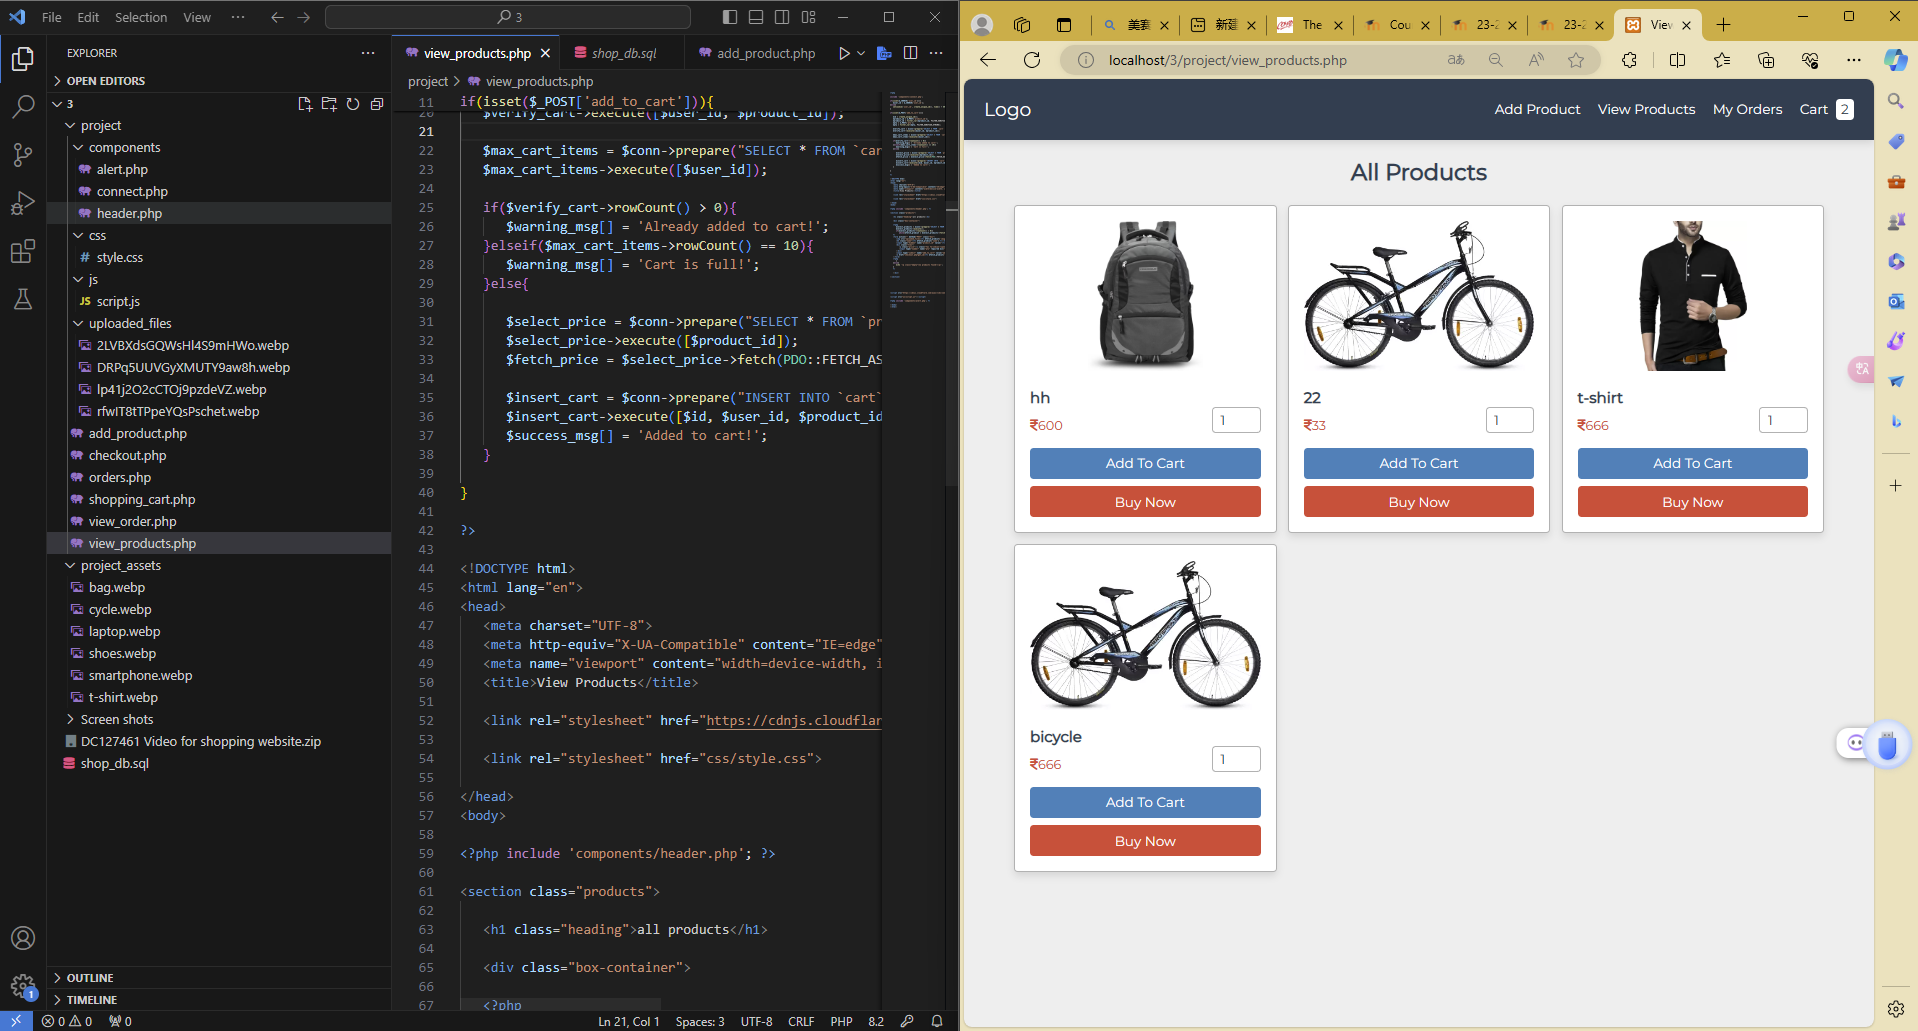 File Edit Selection View ··· 3
EXPLORER ···
OPEN EDITORS
3
project
components
alert.php
connect.php
header.php
css
# style.css
js
JS script.js
uploaded_files
2LVBXdsGQWsHl4S9mHWo.webp
DRPq5UUVGyXMUTY9aw8h.webp
lp41j2O2cCTOj9pzdeVZ.webp
rfwIT8tTPpeYQsPschet.webp
add_product.php
checkout.php
orders.php
shopping_cart.php
view_order.php
view_products.php
project_assets
bag.webp
cycle.webp
laptop.webp
shoes.webp
smartphone.webp
t-shirt.webp
Screen shots
DC127461 Video for shopping website.zip
shop_db.sql
OUTLINE
TIMELINE
1
view_products.php shop_db.sql add_product.php ···
project > view_products.php
11 if(isset($_POST['add_to_cart'])){
20 $verify_cart->execute([$user_id, $product_id]);
21
22 $max_cart_items = $conn->prepare("SELECT * FROM `car
23 $max_cart_items->execute([$user_id]);
24
25 if($verify_cart->rowCount() > 0){
26 $warning_msg[] = 'Already added to cart!';
27 }elseif($max_cart_items->rowCount() == 10){
28 $warning_msg[] = 'Cart is full!';
29 }else{
30
31 $select_price = $conn->prepare("SELECT * FROM `pr
32 $select_price->execute([$product_id]);
33 $fetch_price = $select_price->fetch(PDO::FETCH_AS
34
35 $insert_cart = $conn->prepare("INSERT INTO `cart`
36 $insert_cart->execute([$id, $user_id, $product_id
37 $success_msg[] = 'Added to cart!';
38 }
39
40 }
41
42 ?>
43
44 <!DOCTYPE html>
45 <html lang="en">
46 <head>
47 <meta charset="UTF-8">
48 <meta http-equiv="X-UA-Compatible" content="IE=edge"
49 <meta name="viewport" content="width=device-width, i
50 <title>View Products</title>
51
52 <link rel="stylesheet" href="https://cdnjs.cloudflar
53
54 <link rel="stylesheet" href="css/style.css">
55
56 </head>
57 <body>
58
59 <?php include 'components/header.php'; ?>
60
61 <section class="products">
62
63 <h1 class="heading">all products</h1>
64
65 <div class="box-container">
66
67 <?php
0 0 0 Ln 21, Col 1 Spaces: 3 UTF-8 CRLF PHP 8.2
美赛 新建 The Cou 23-2 23-2 View
localhost/3/project/view_products.php
Logo Add Product View Products My Orders Cart 2
All Products
hh
₹600 1
Add To Cart
Buy Now
22
₹33 1
Add To Cart
Buy Now
t-shirt
₹666 1
Add To Cart
Buy Now
bicycle
₹666 1
Add To Cart
Buy Now